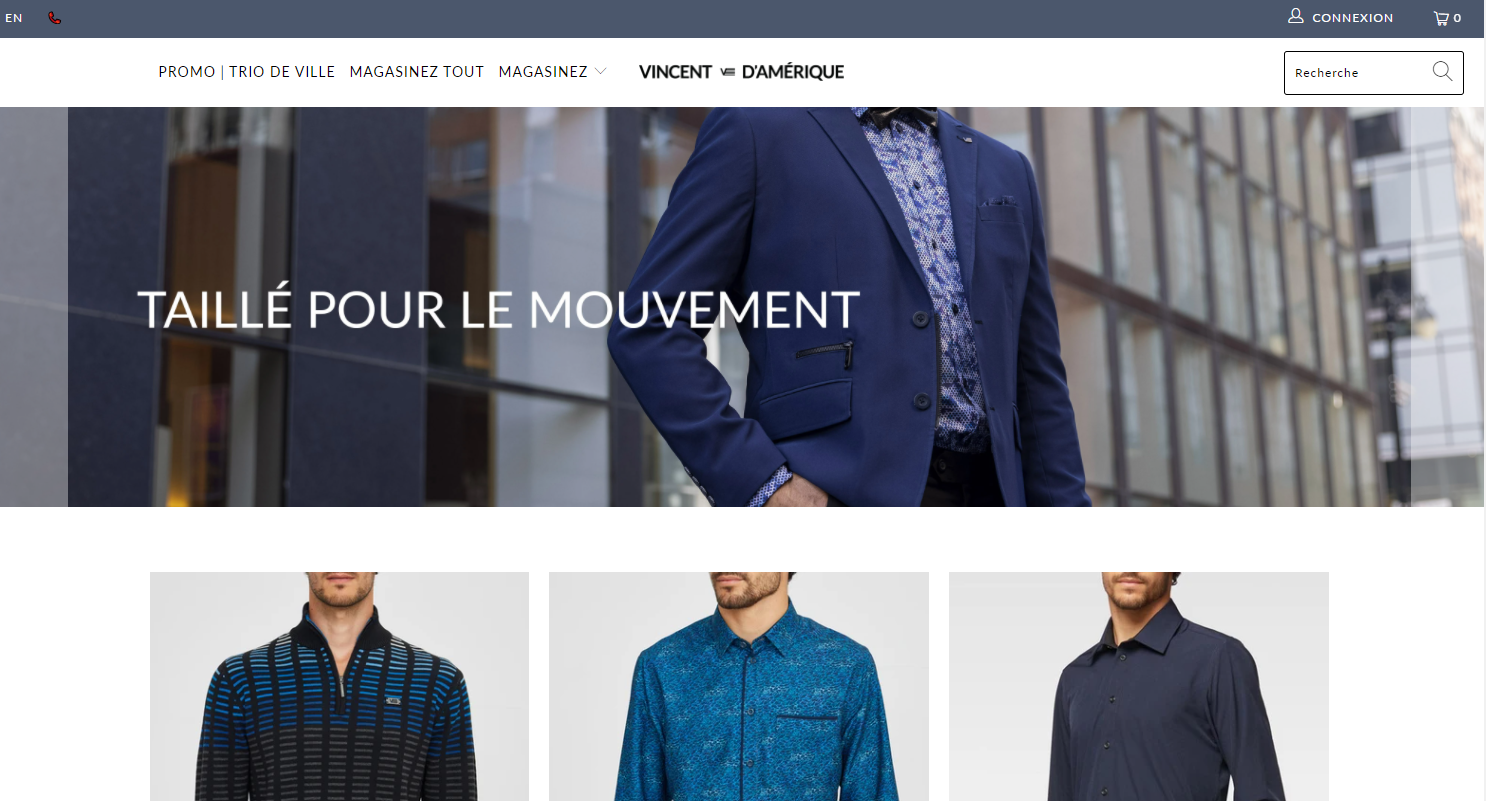 EN
CONNEXION
0
PROMO | TRIO DE VILLE
MAGASINEZ TOUT
MAGASINEZ
VINCENT D'AMÉRIQUE
Recherche
TAILLÉ POUR LE MOUVEMENT